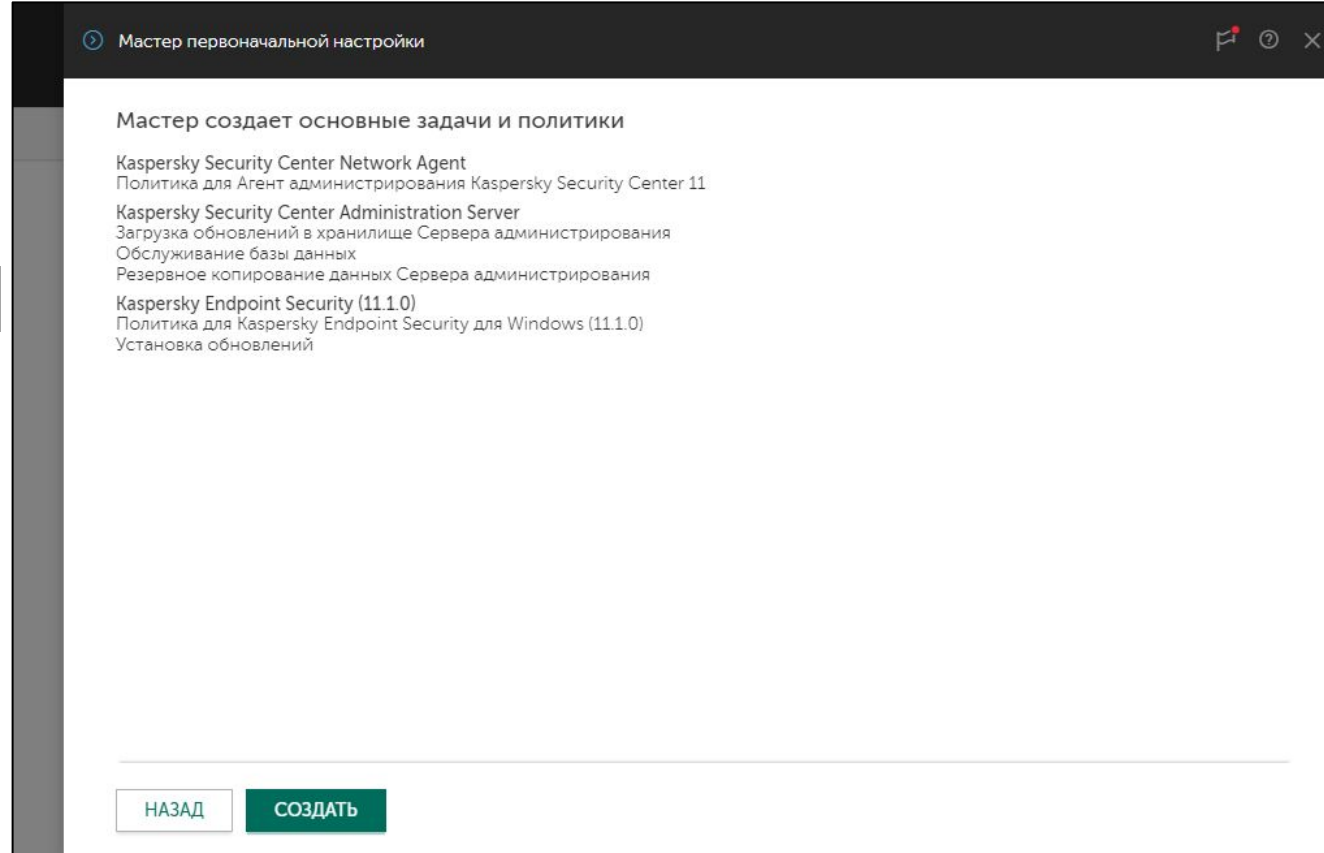 Мастер первоначальной настройки
Мастер создает основные задачи и политики
Kaspersky Security Center Network Agent
Политика для Агент администрирования Kaspersky Security Center 11
Kaspersky Security Center Administration Server
Загрузка обновлений в хранилище Сервера администрирования
Обслуживание базы данных
Резервное копирование данных Сервера администрирования
Kaspersky Endpoint Security (11.1.0)
Политика для Kaspersky Endpoint Security для Windows (11.1.0)
Установка обновлений
НАЗАД
СОЗДАТЬ